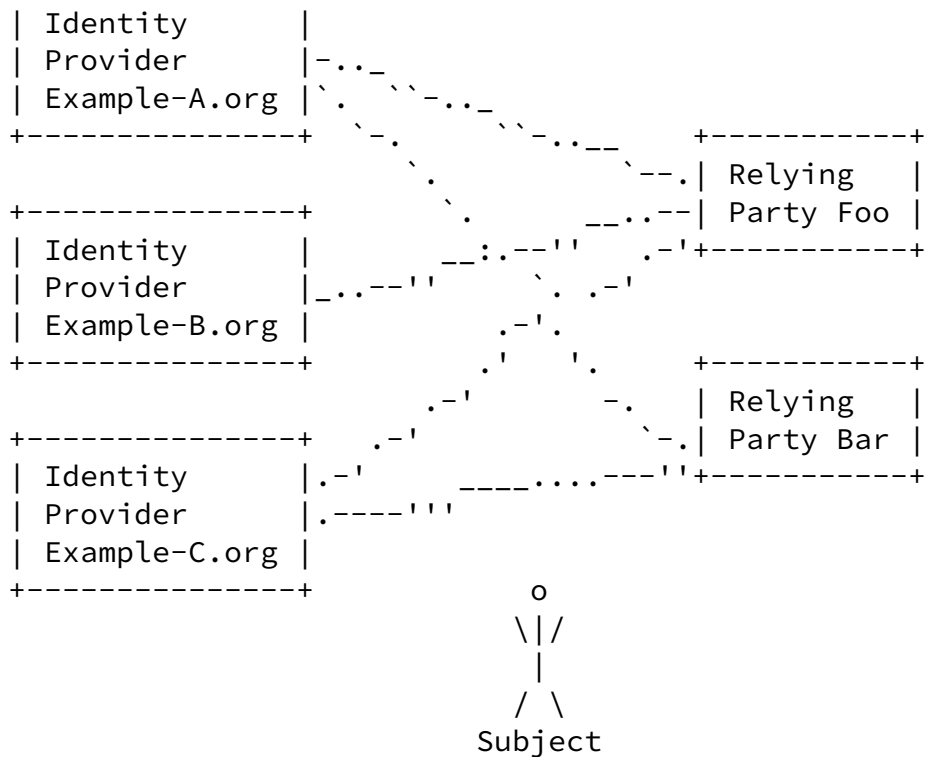 Identity
Provider
Example-A.org
Relying
Party Foo
Identity
Provider
Example-B.org
Relying
Party Bar
Identity
Provider
Example-C.org
Subject